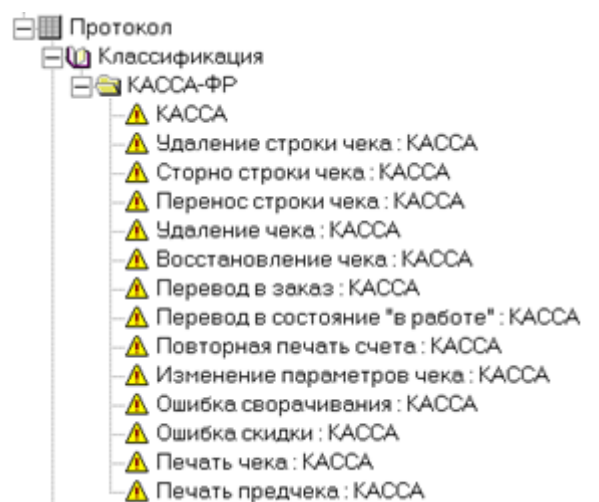 Протокол
Классификация
КАССА-ФР
КАССА
Удаление строки чека : КАССА
Сторно строки чека : КАССА
Перенос строки чека : КАССА
Удаление чека : КАССА
Восстановление чека : КАССА
Перевод в заказ : КАССА
Перевод в состояние "в работе" : КАССА
Повторная печать счета : КАССА
Изменение параметров чека : КАССА
Ошибка сворачивания : КАССА
Ошибка скидки : КАССА
Печать чека : КАССА
Печать предчека : КАССА